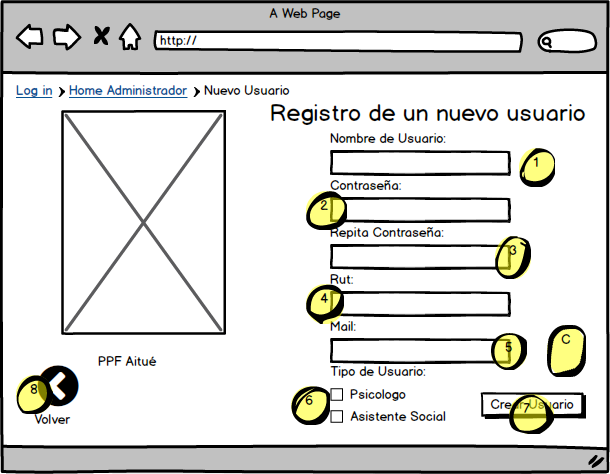 A Web Page
http://
Log in Home Administrador Nuevo Usuario
Registro de un nuevo usuario
Nombre de Usuario:
1
Contraseña:
2
Repita Contraseña:
3
Rut:
4
Mail:
5
C
PPF Aitué
Tipo de Usuario:
6
Psicologo
Asistente Social
Crear Usuario
7
8
Volver